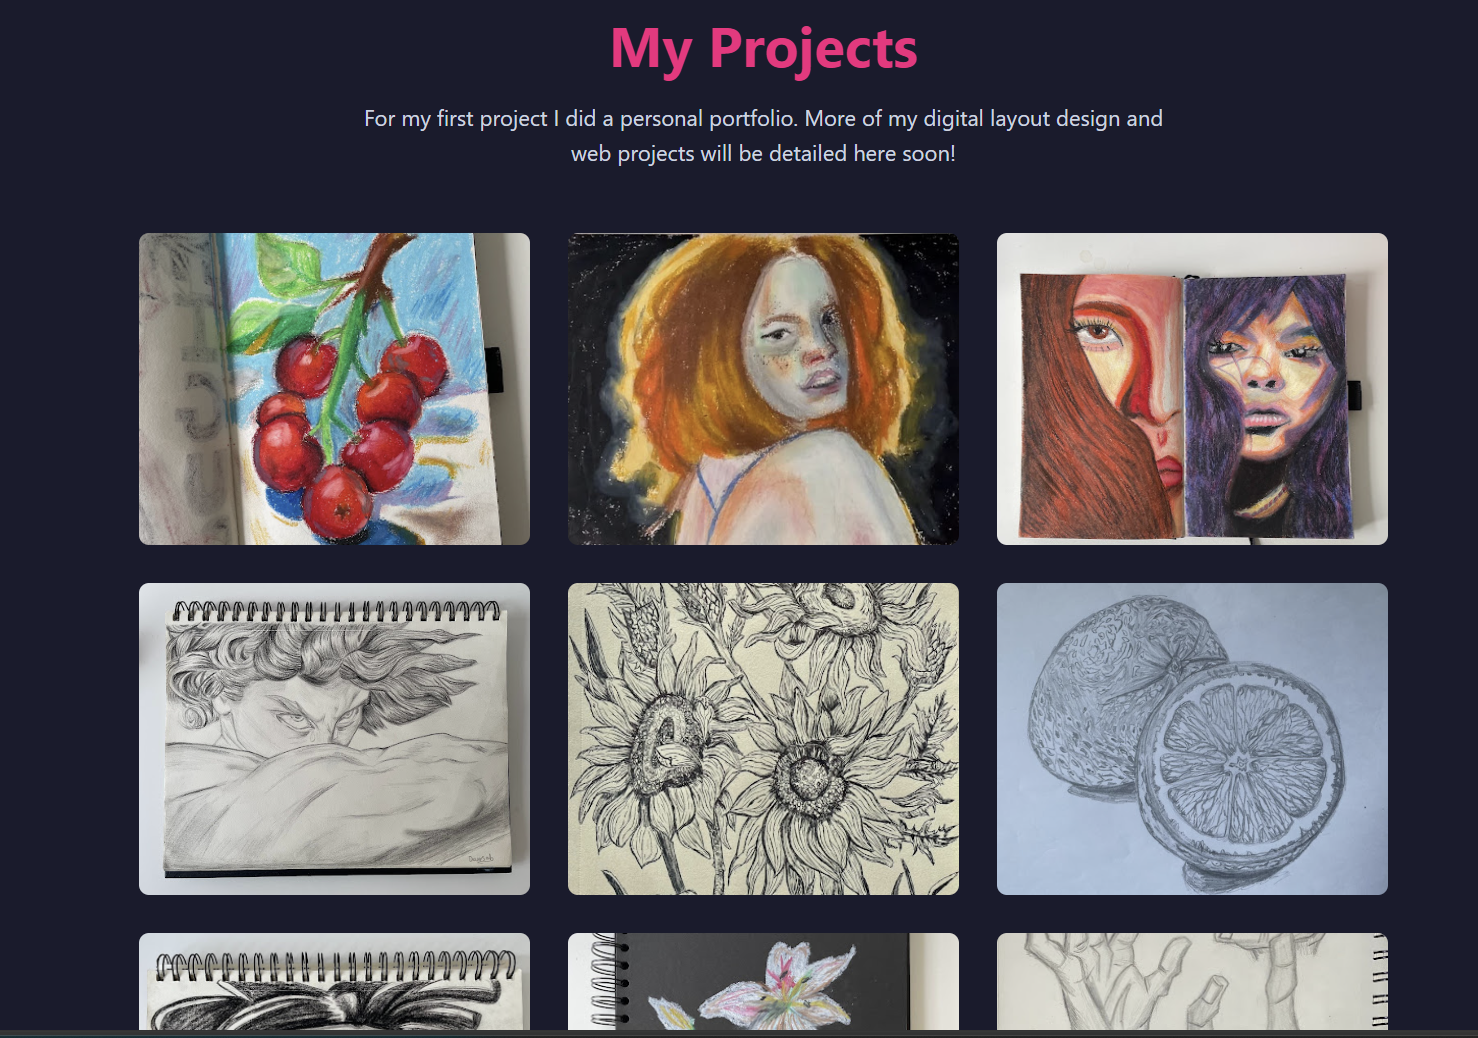 My Projects
For my first project I did a personal portfolio. More of my digital layout design and
web projects will be detailed here soon!